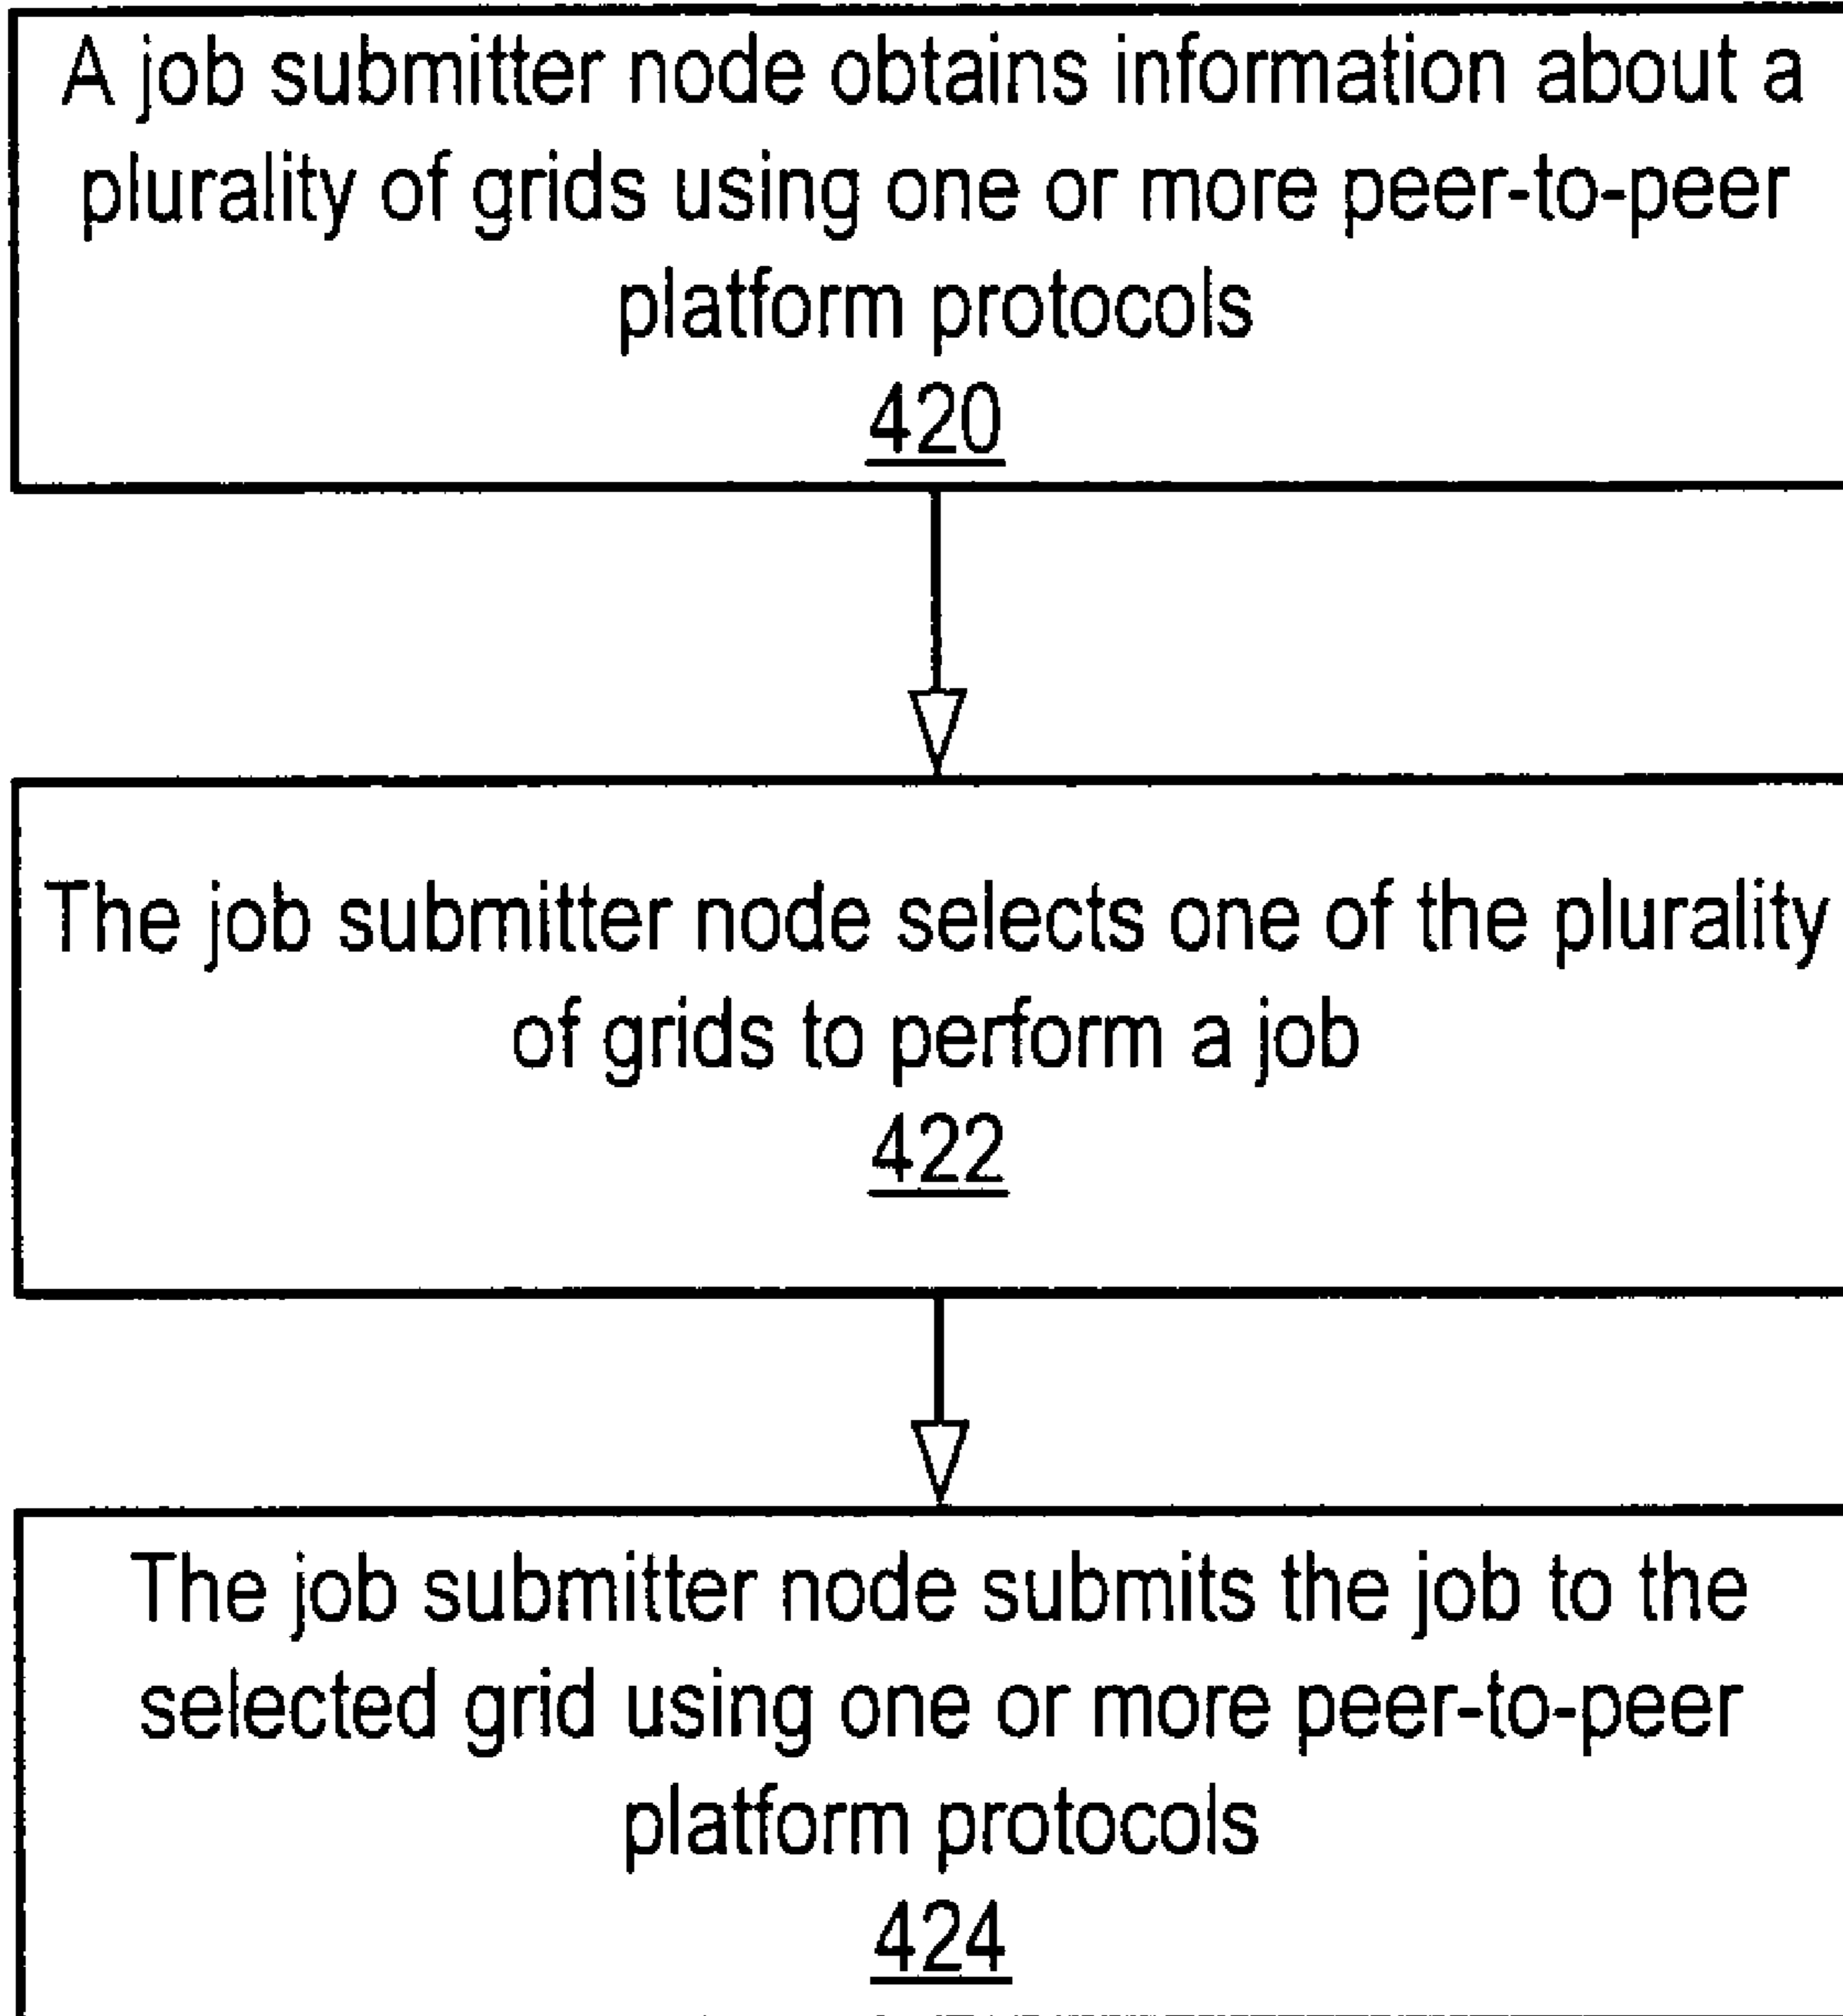 A job submitter node obtains information about a
plurality of grids using one or more peer-to-peer
platform protocols
420
The job submitter node selects one of the plurality
of grids to perform a job
422
The job submitter node submits the job to the
selected grid using one or more peer-to-peer
platform protocols
424